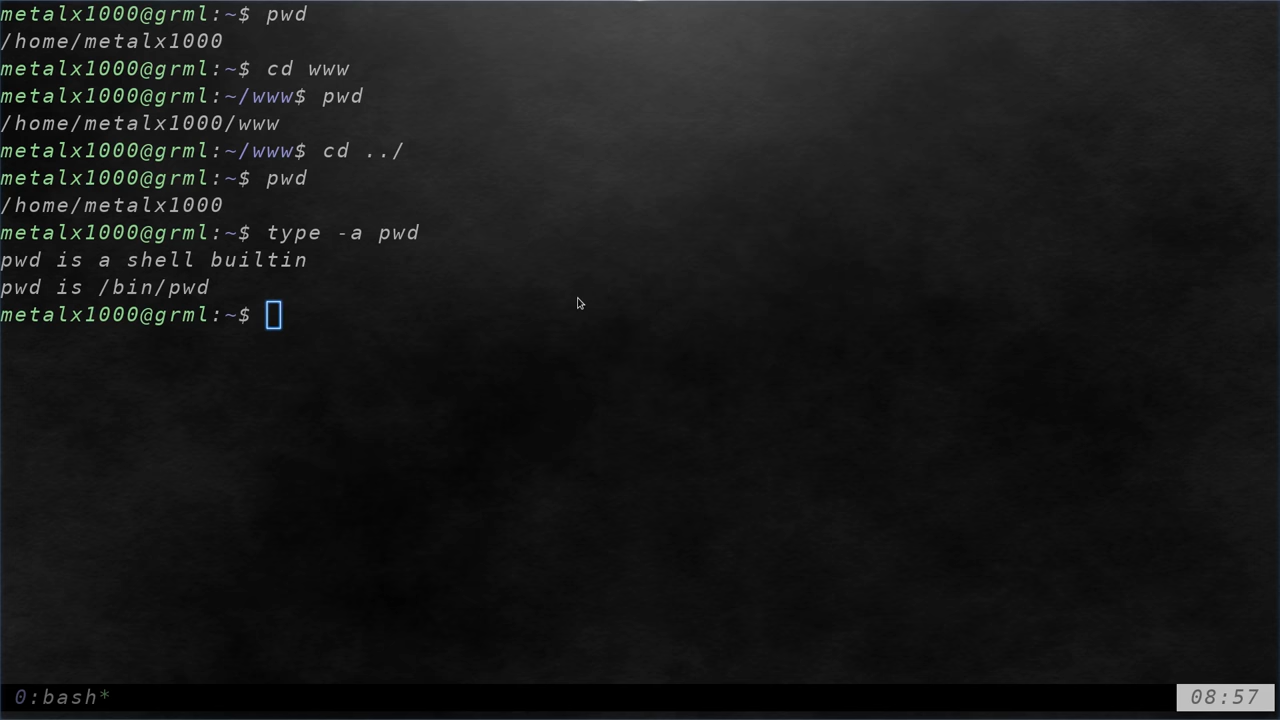 metalx1000@grml:~$ pwd
/home/metalx1000
metalx1000@grml:~$ cd www
metalx1000@grml:~/www$ pwd
/home/metalx1000/www
metalx1000@grml:~/www$ cd ../
metalx1000@grml:~$ pwd
/home/metalx1000
metalx1000@grml:~$ type -a pwd
pwd is a shell builtin
pwd is /bin/pwd
metalx1000@grml:~$
0:bash* 08:57